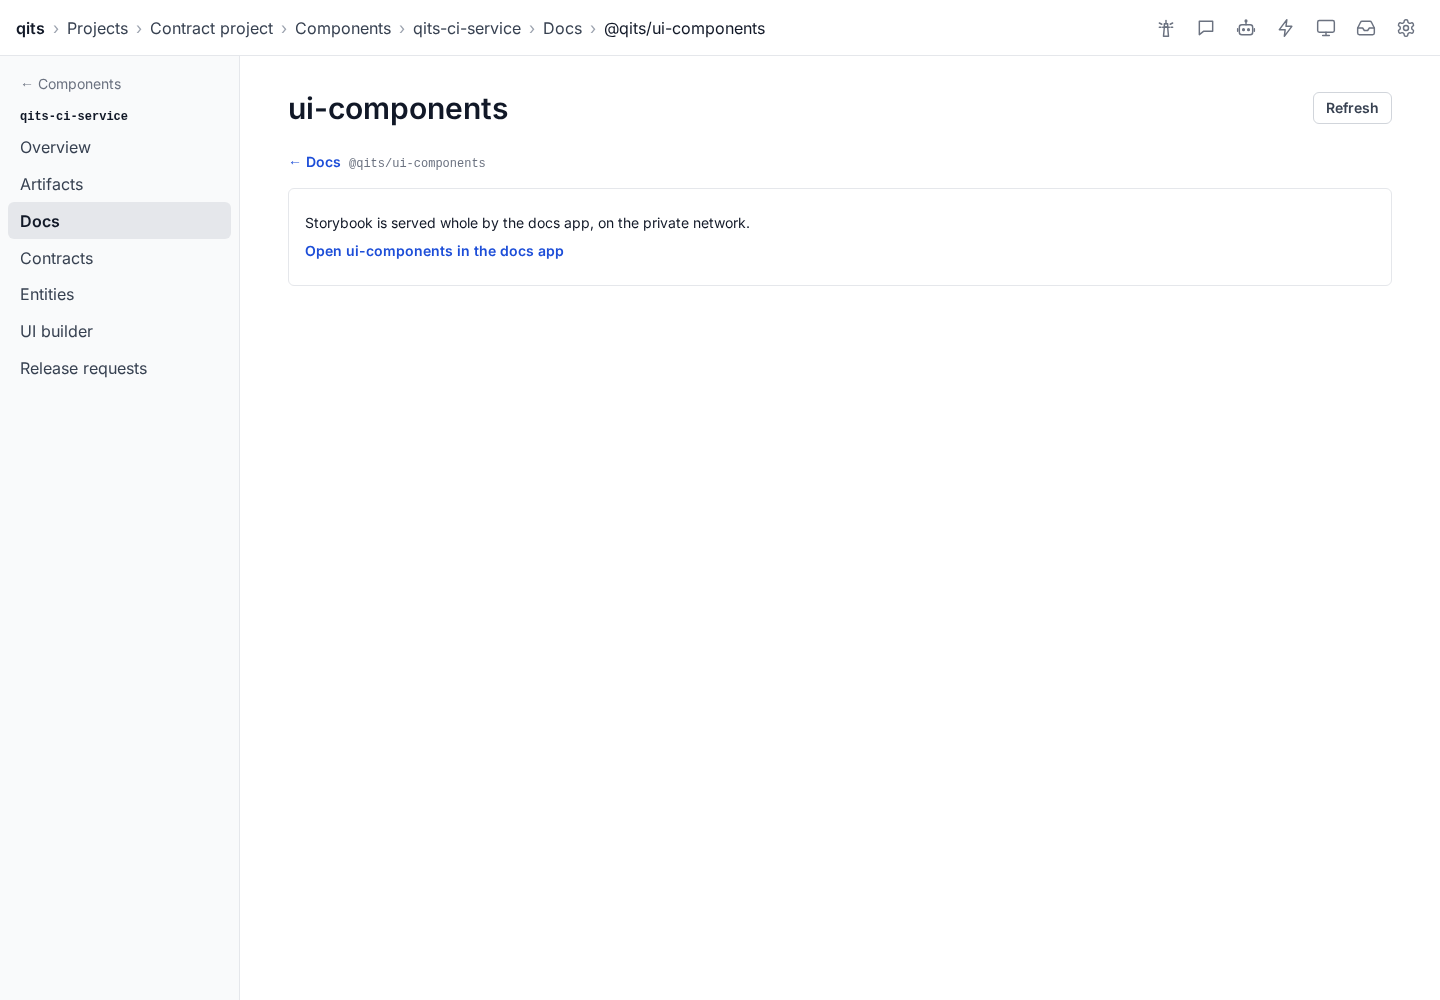 qits › Projects › Contract project › Components › qits-ci-service › Docs › @qits/ui-components
← Components
qits-ci-service
Overview
Artifacts
Docs
Contracts
Entities
UI builder
Release requests
ui-components
Refresh
← Docs @qits/ui-components
Storybook is served whole by the docs app, on the private network.
Open ui-components in the docs app